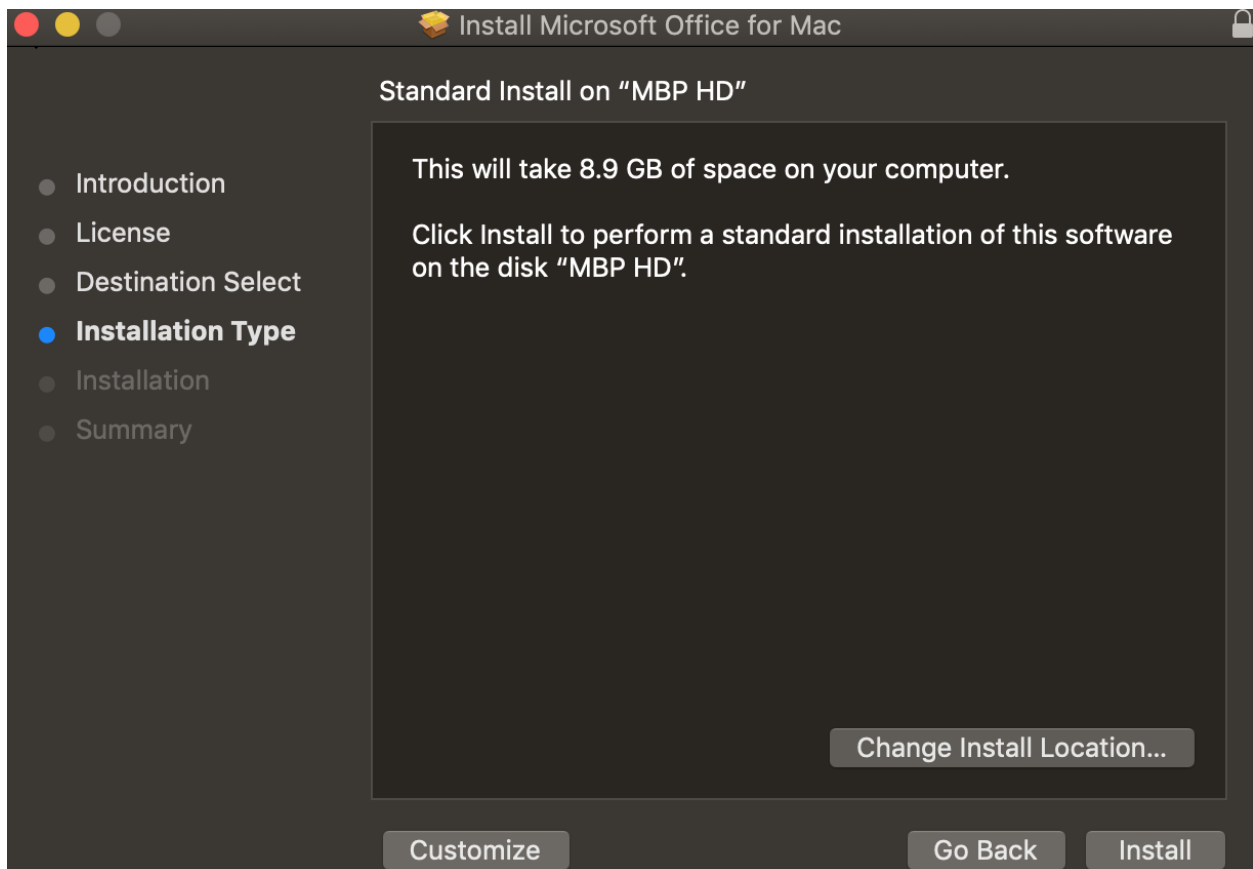 Install Microsoft Office for Mac
Standard Install on “MBP HD”
Introduction
License
Destination Select
Installation Type
Installation
Summary
This will take 8.9 GB of space on your computer.
Click Install to perform a standard installation of this software
on the disk “MBP HD”.
Change Install Location...
Customize
Go Back
Install